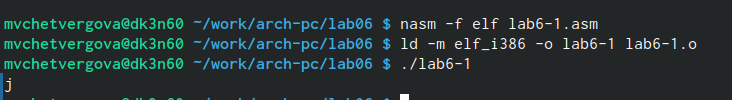 mvchetvergova@dk3n60 ~/work/arch-pc/lab06 $ nasm -f elf lab6-1.asm
mvchetvergova@dk3n60 ~/work/arch-pc/lab06 $ ld -m elf_i386 -o lab6-1 lab6-1.o
mvchetvergova@dk3n60 ~/work/arch-pc/lab06 $ ./lab6-1
j